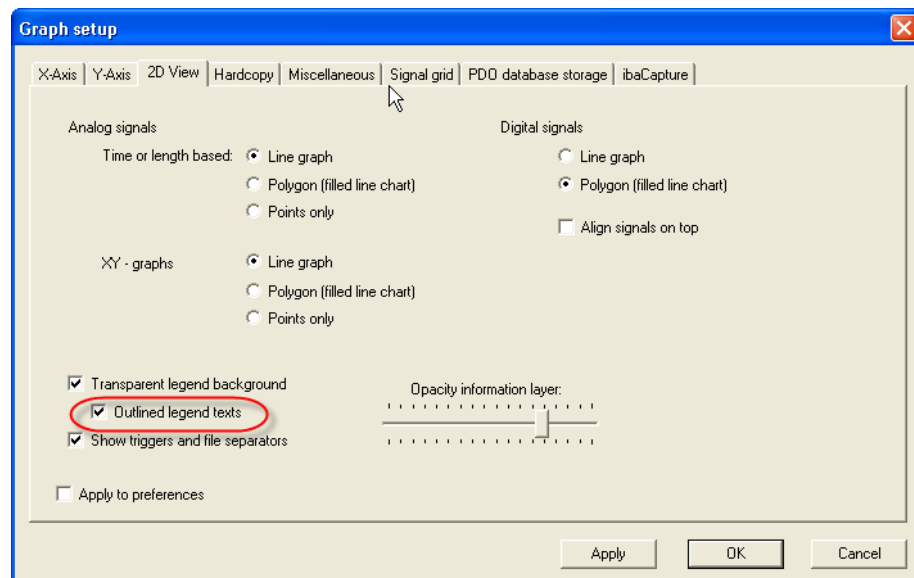 Graph setup
X-Axis Y-Axis 2D View Hardcopy Miscellaneous Signal grid PDO database storage ibaCapture
Analog signals
Time or length based: Line graph
Polygon (filled line chart)
Points only
XY - graphs Line graph
Polygon (filled line chart)
Points only
Digital signals
Line graph
Polygon (filled line chart)
Align signals on top
Transparent legend background
Outlined legend texts
Show triggers and file separators
Opacity information layer:
Apply to preferences
Apply OK Cancel